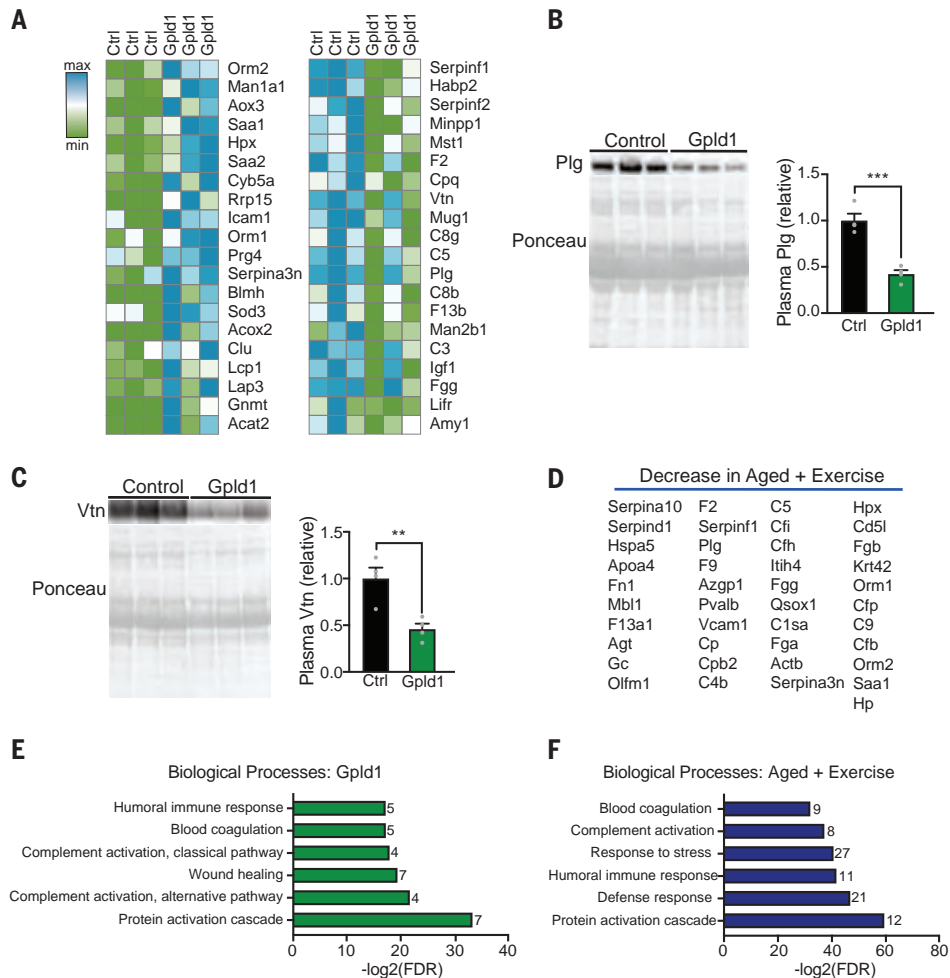 A
Ctrl
Ctrl
Ctrl
Gpld1
Gpld1
Gpld1
max
min
Orm2
Man1a1
Aox3
Saa1
Hpx
Saa2
Cyb5a
Rrp15
Icam1
Orm1
Prg4
Serpina3n
Blmh
Sod3
Acox2
Clu
Lcp1
Lap3
Gnmt
Acat2
Ctrl
Ctrl
Ctrl
Gpld1
Gpld1
Gpld1
Serpinf1
Habp2
Serpinf2
Minpp1
Mst1
F2
Cpq
Vtn
Mug1
C8g
C5
Plg
C8b
F13b
Man2b1
C3
Igf1
Fgg
Lifr
Amy1
B
Control Gpld1
Plg
Ponceau
Plasma Plg (relative)
1.5
1.0
0.5
0.0
***
Ctrl Gpld1
C
Control Gpld1
Vtn
Ponceau
Plasma Vtn (relative)
1.5
1.0
0.5
0.0
**
Ctrl Gpld1
D
Decrease in Aged + Exercise
Serpina10 F2 C5 Hpx
Serpind1 Serpinf1 Cfi Cd5l
Hspa5 Plg Cfh Fgb
Apoa4 F9 Itih4 Krt42
Fn1 Azgp1 Fgg Orm1
Mbl1 Pvalb Qsox1 Cfp
F13a1 Vcam1 C1sa C9
Agt Cp Fga Cfb
Gc Cpb2 Actb Orm2
Olfm1 C4b Serpina3n Saa1
Hp
E
Biological Processes: Gpld1
Humoral immune response 5
Blood coagulation 5
Complement activation, classical pathway 4
Wound healing 7
Complement activation, alternative pathway 4
Protein activation cascade 7
0 10 20 30 40
-log2(FDR)
F
Biological Processes: Aged + Exercise
Blood coagulation 9
Complement activation 8
Response to stress 27
Humoral immune response 11
Defense response 21
Protein activation cascade 12
0 20 40 60 80
-log2(FDR)